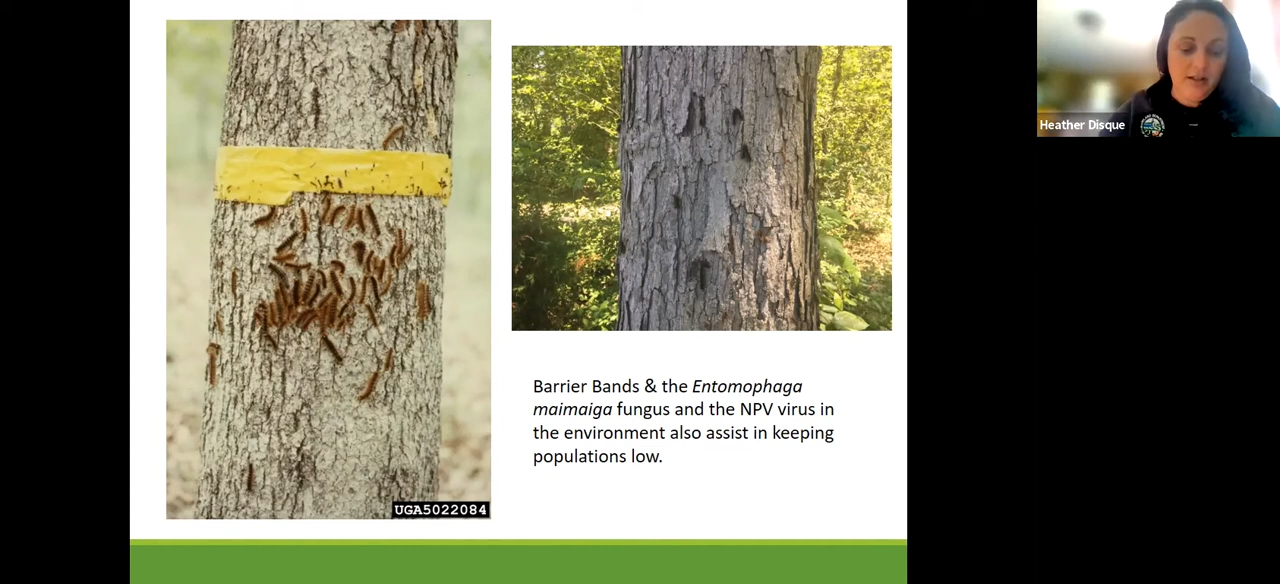 Heather Disque
Barrier Bands & the Entomophaga
maimaiga fungus and the NPV virus in
the environment also assist in keeping
populations low.
UGA5022084